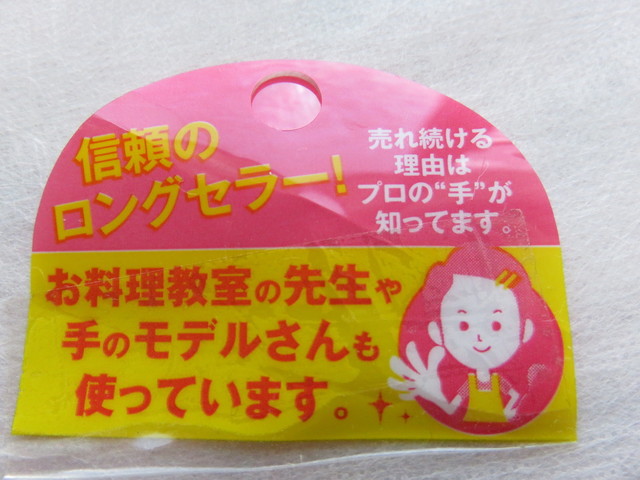 信頼の
ロングセラー!
売れ続ける
理由は
プロの“手”が
知ってます。
お料理教室の先生や
手のモデルさんも
使っています。